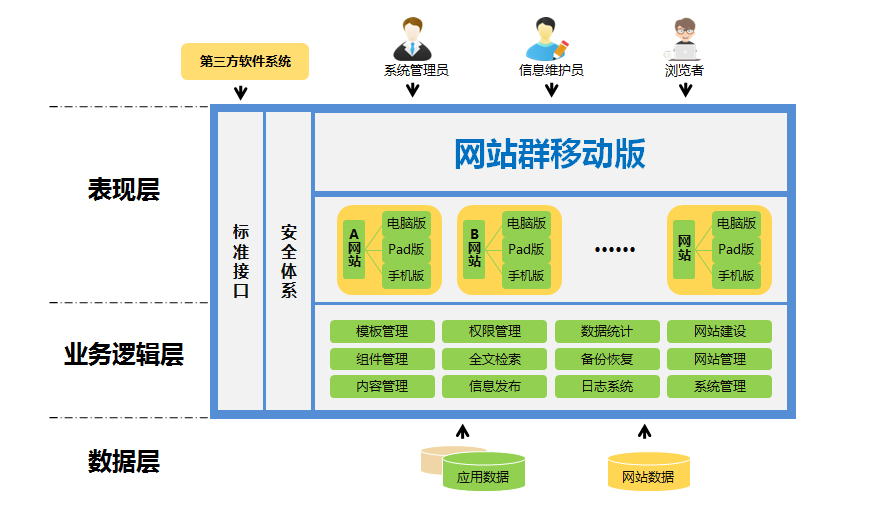 第三方软件系统
系统管理员
信息维护员
浏览者
表现层
业务逻辑层
数据层
标准接口
安全体系
网站群移动版
A网站
电脑版
Pad版
手机版
B网站
电脑版
Pad版
手机版
······
网站
电脑版
Pad版
手机版
模板管理
权限管理
数据统计
网站建设
组件管理
全文检索
备份恢复
网站管理
内容管理
信息发布
日志系统
系统管理
应用数据
网站数据